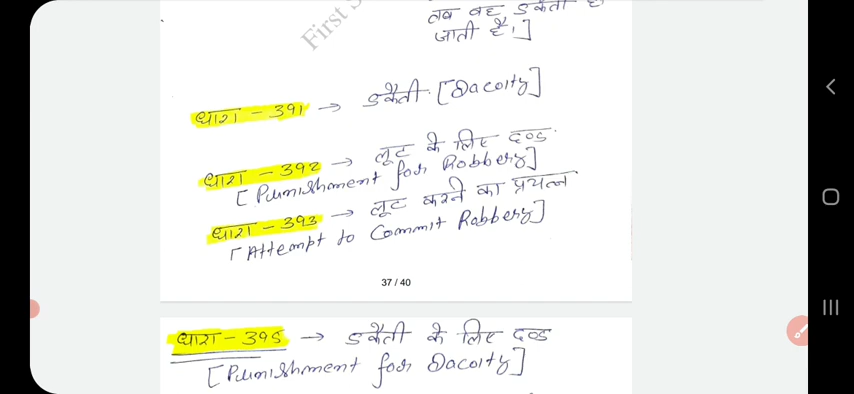 First
तब वह डकैती
जाती है।]
धारा - 391 → डकैती. [Dacoity]
धारा - 392 → लूट के लिए दण्ड.
[Punishment for Robbery]
धारा - 393 → लूट करने का प्रयत्न
[Attempt to Commit Robbery]
37 / 40
धारा - 395 → डकैती के लिए दण्ड
[Punishment for Dacoity]